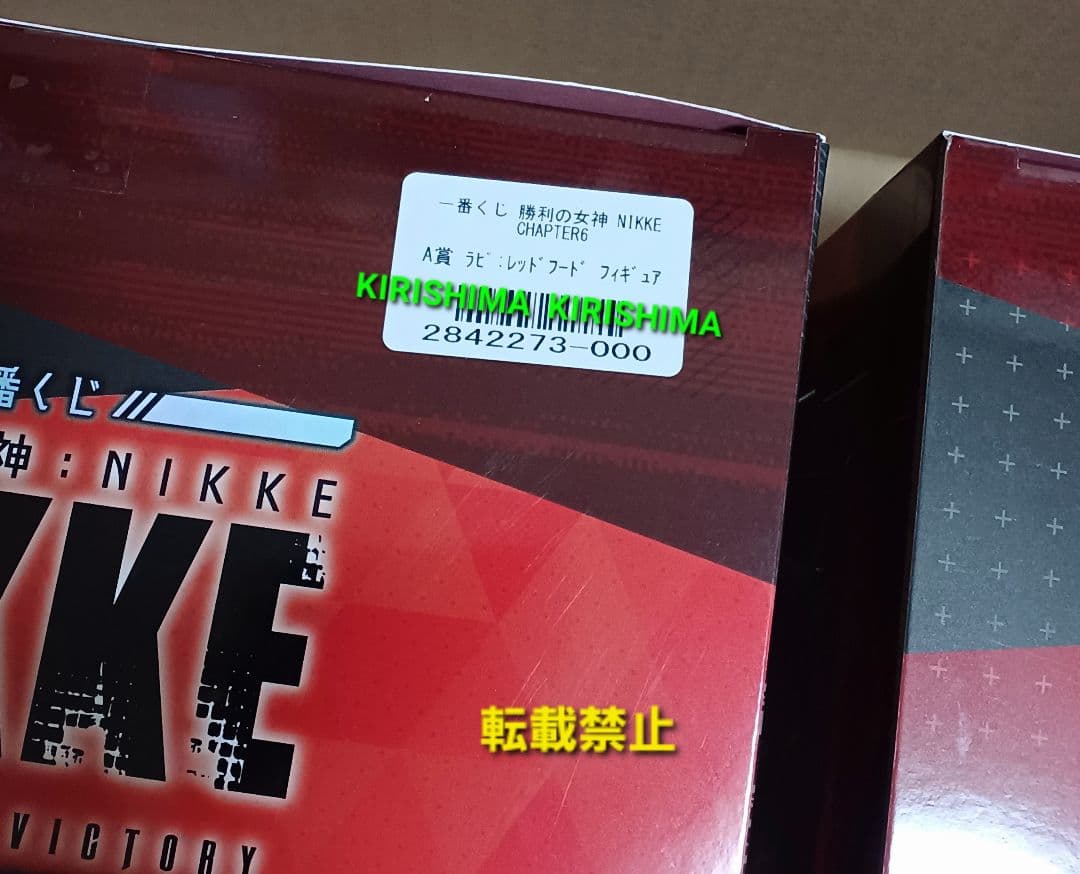 一番くじ 勝利の女神 NIKKE
CHAPTER6
A賞 ラピ:レッドフード フィギュア
KIRISHIMA KIRISHIMA
2842273-000
番くじ
神:NIKKE
KKE
VICTORY
転載禁止